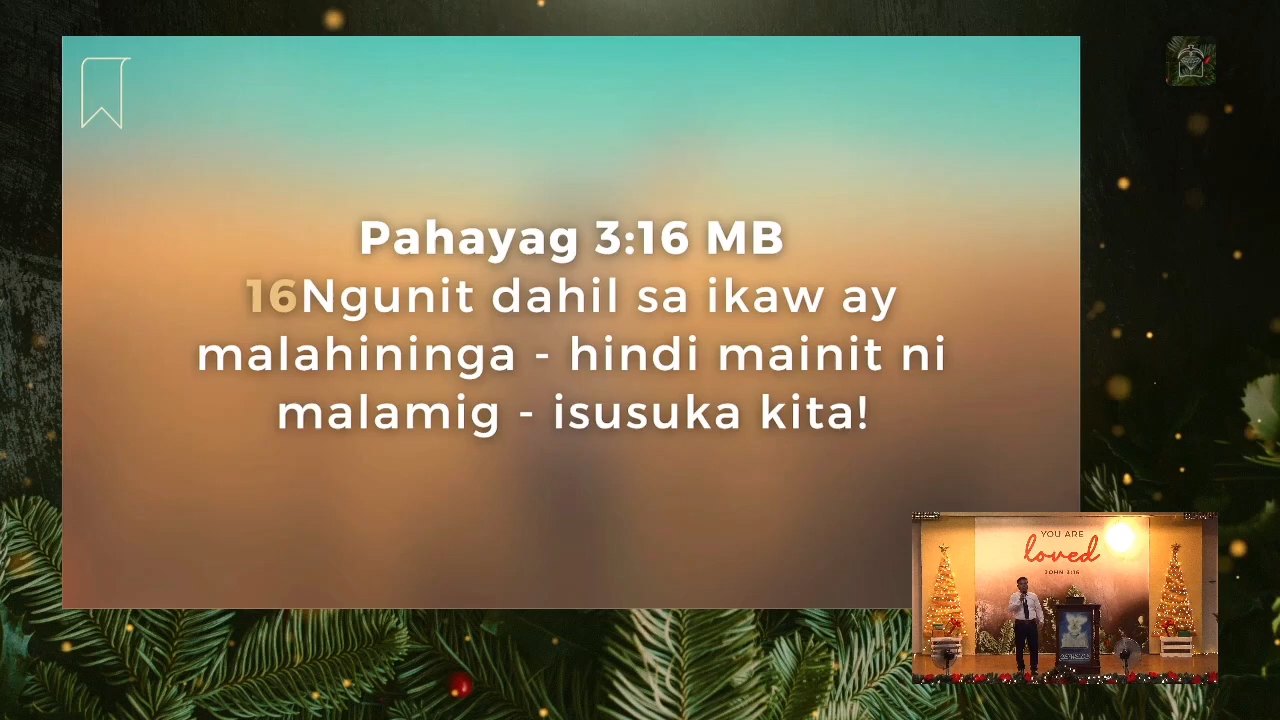 Pahayag 3:16 MB
16Ngunit dahil sa ikaw ay
malahininga - hindi mainit ni
malamig - isusuka kita!
YOU ARE
loved
JOHN 3:16